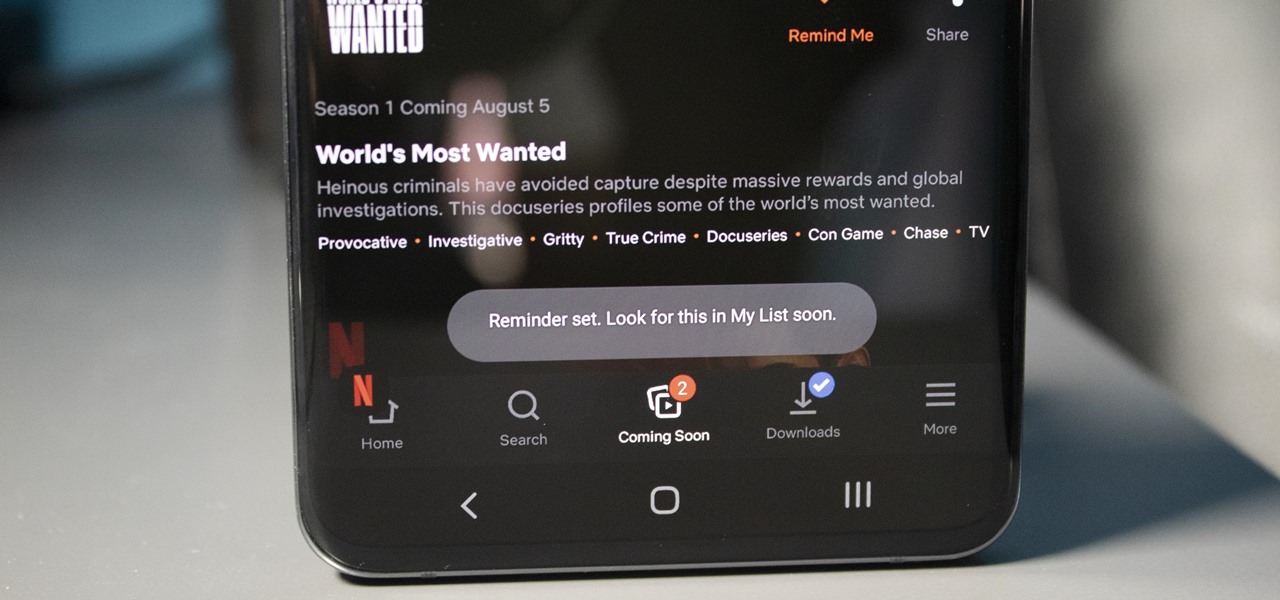 WANTED
Remind Me
Share
Season 1 Coming August 5
World's Most Wanted
Heinous criminals have avoided capture despite massive rewards and global
investigations. This docuseries profiles some of the world's most wanted.
Provocative • Investigative • Gritty • True Crime • Docuseries • Con Game • Chase • TV
Reminder set. Look for this in My List soon.
N
N
2
Home
Search
Coming Soon
Downloads
More